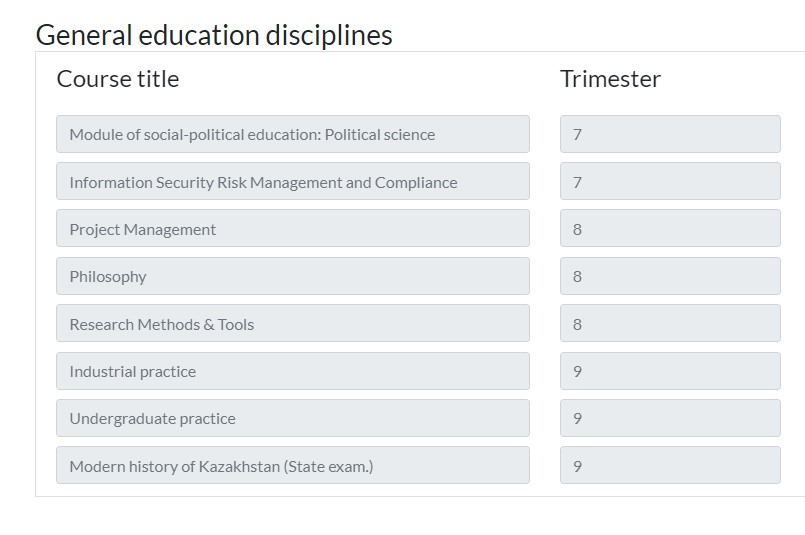 General education disciplines
Course title Trimester
Module of social-political education: Political science 7
Information Security Risk Management and Compliance 7
Project Management 8
Philosophy 8
Research Methods & Tools 8
Industrial practice 9
Undergraduate practice 9
Modern history of Kazakhstan (State exam.) 9